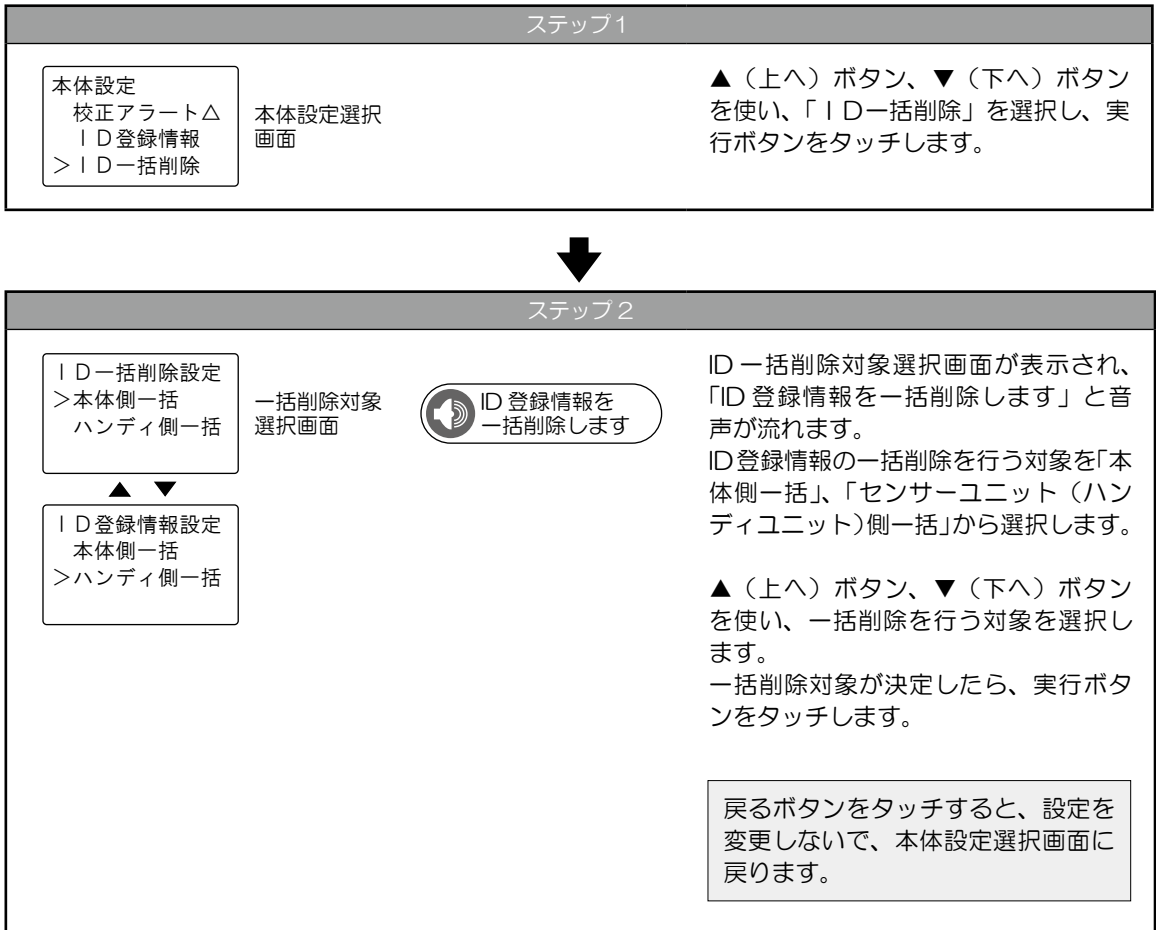 ステップ１
本体設定
校正アラート△
ＩＤ登録情報
＞ＩＤ一括削除
本体設定選択
画面
▲（上へ）ボタン、▼（下へ）ボタン
を使い、「ＩＤ一括削除」を選択し、実
行ボタンをタッチします。
ステップ２
ＩＤ一括削除設定
＞本体側一括
ハンディ側一括
▲ ▼
ＩＤ登録情報設定
本体側一括
＞ハンディ側一括
一括削除対象
選択画面
ID 登録情報を
一括削除します
ID 一括削除対象選択画面が表示され、
「ID 登録情報を一括削除します」と音
声が流れます。
ID登録情報の一括削除を行う対象を「本
体側一括」、「センサーユニット（ハン
ディユニット）側一括」から選択します。
▲（上へ）ボタン、▼（下へ）ボタン
を使い、一括削除を行う対象を選択し
ます。
一括削除対象が決定したら、実行ボタ
ンをタッチします。
戻るボタンをタッチすると、設定を
変更しないで、本体設定選択画面に
戻ります。